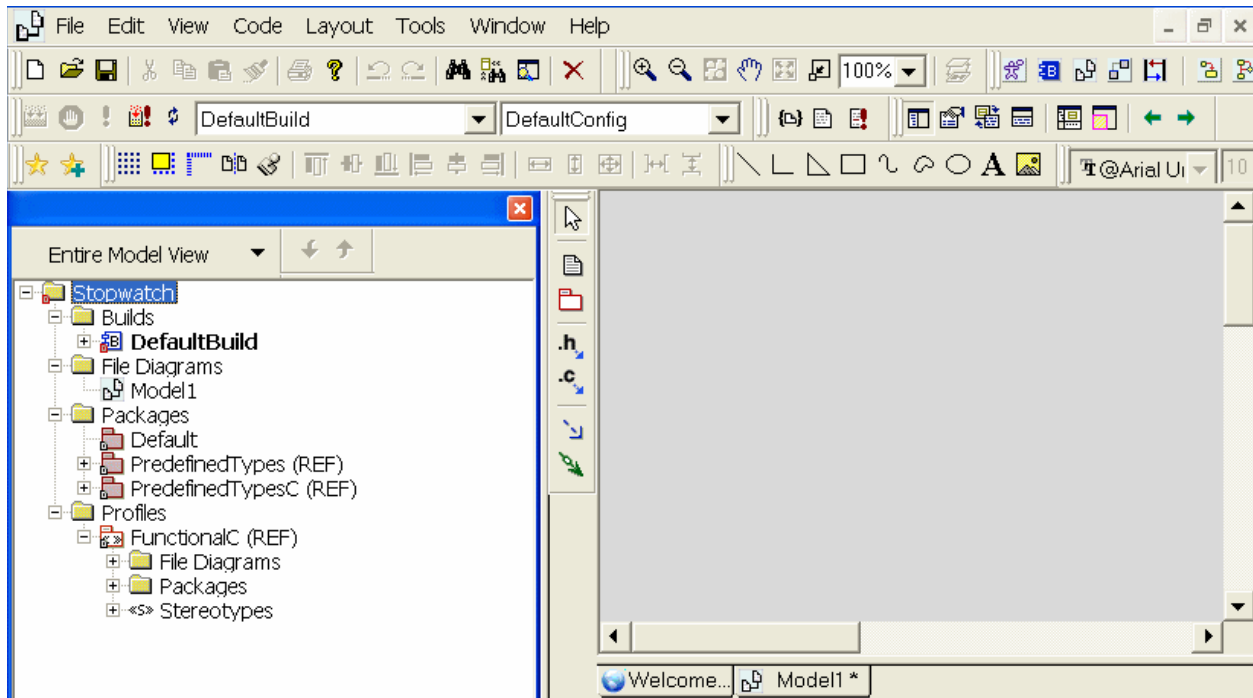 File Edit View Code Layout Tools Window Help
100%
DefaultBuild DefaultConfig
A @Arial Ur 10
Entire Model View
Stopwatch
Builds
DefaultBuild
File Diagrams
Model1
Packages
Default
PredefinedTypes (REF)
PredefinedTypesC (REF)
Profiles
FunctionalC (REF)
File Diagrams
Packages
«S» Stereotypes
.h
.c
Welcome... Model1 *